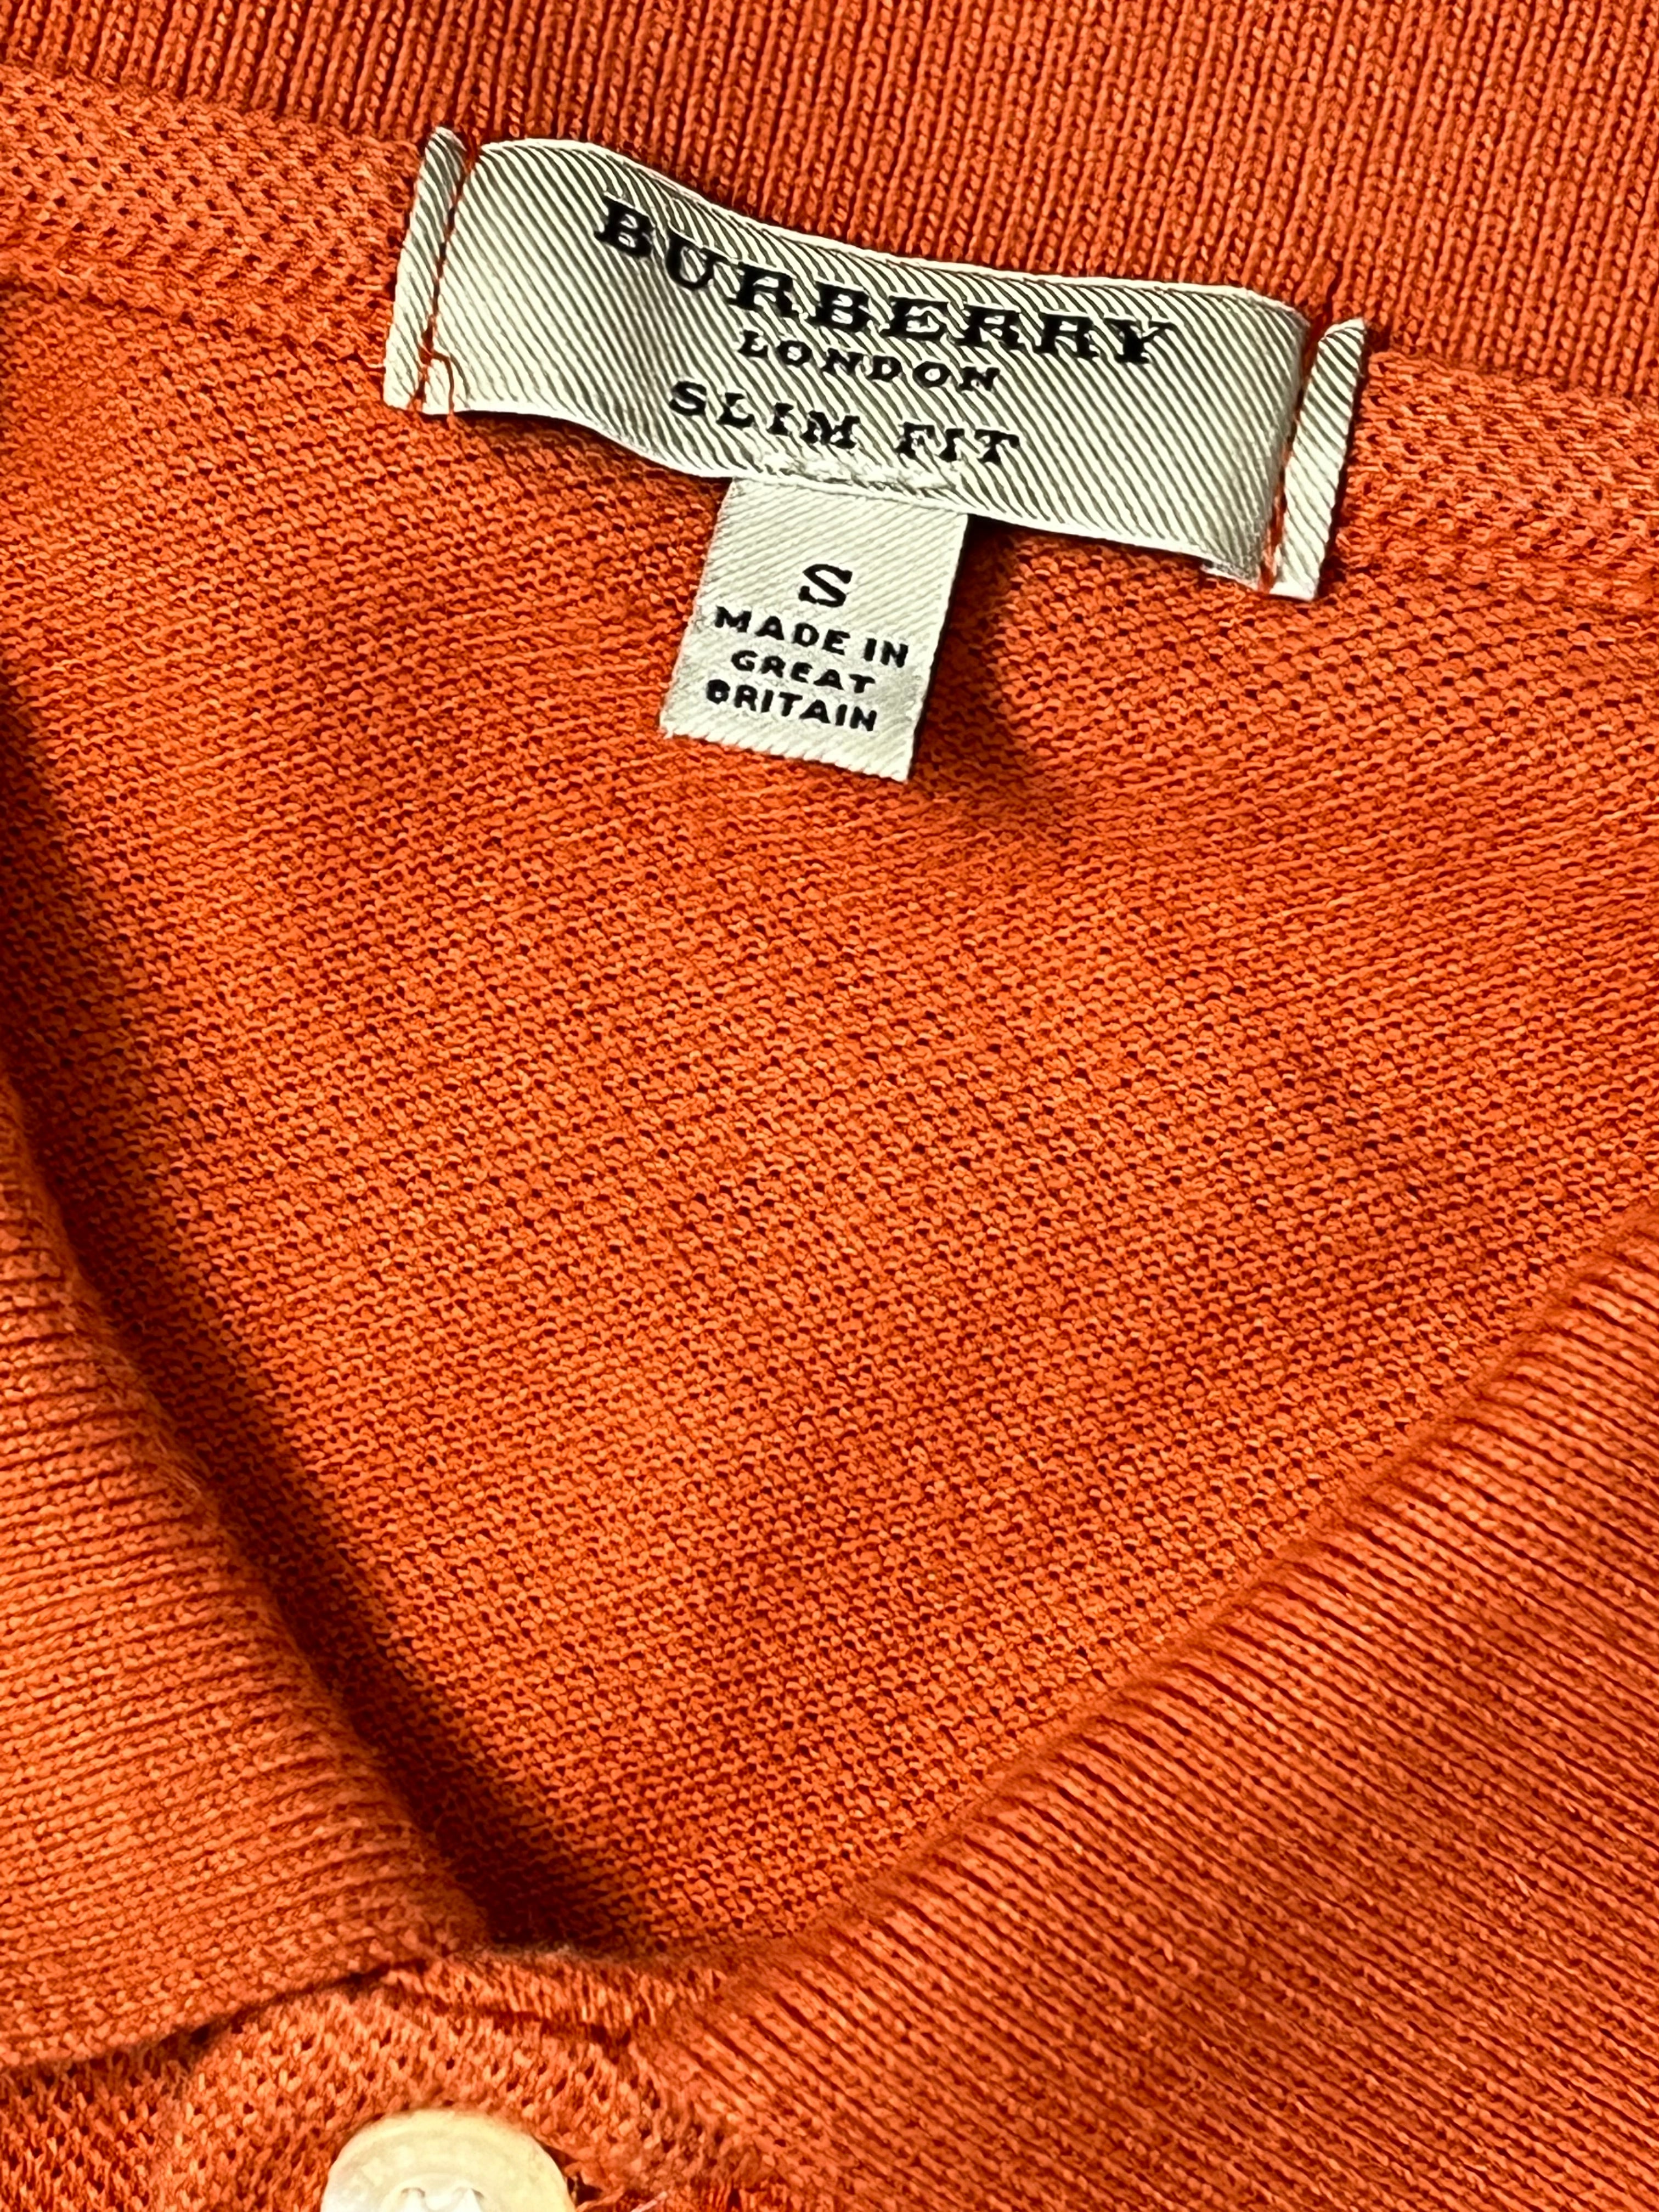 BURBERRY
LONDON
SLIM FIT
S
MADE IN
GREAT
BRITAIN